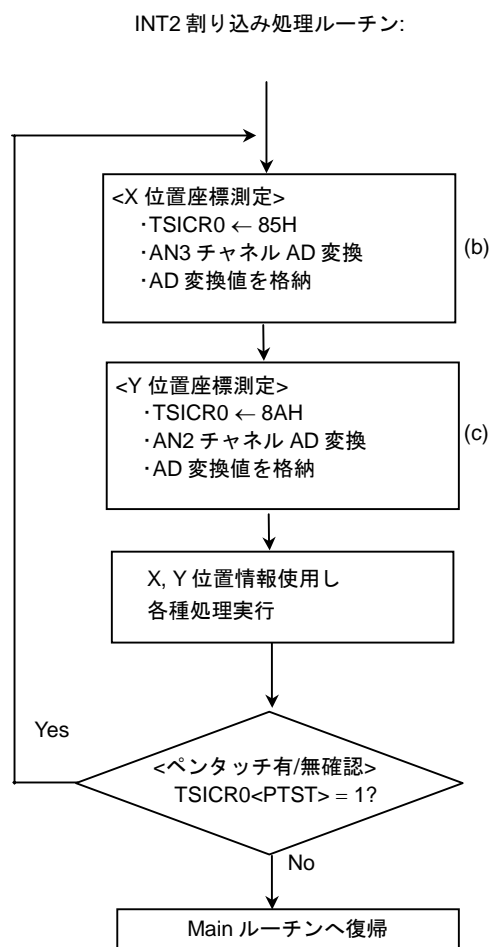 INT2 割り込み処理ルーチン:
<X 位置座標測定>
・TSICR0 ← 85H
・AN3 チャネル AD 変換
・AD 変換値を格納
(b)
<Y 位置座標測定>
・TSICR0 ← 8AH
・AN2 チャネル AD 変換
・AD 変換値を格納
(c)
X, Y 位置情報使用し
各種処理実行
Yes
<ペンタッチ有/無確認>
TSICR0<PTST> = 1?
No
Main ルーチンへ復帰